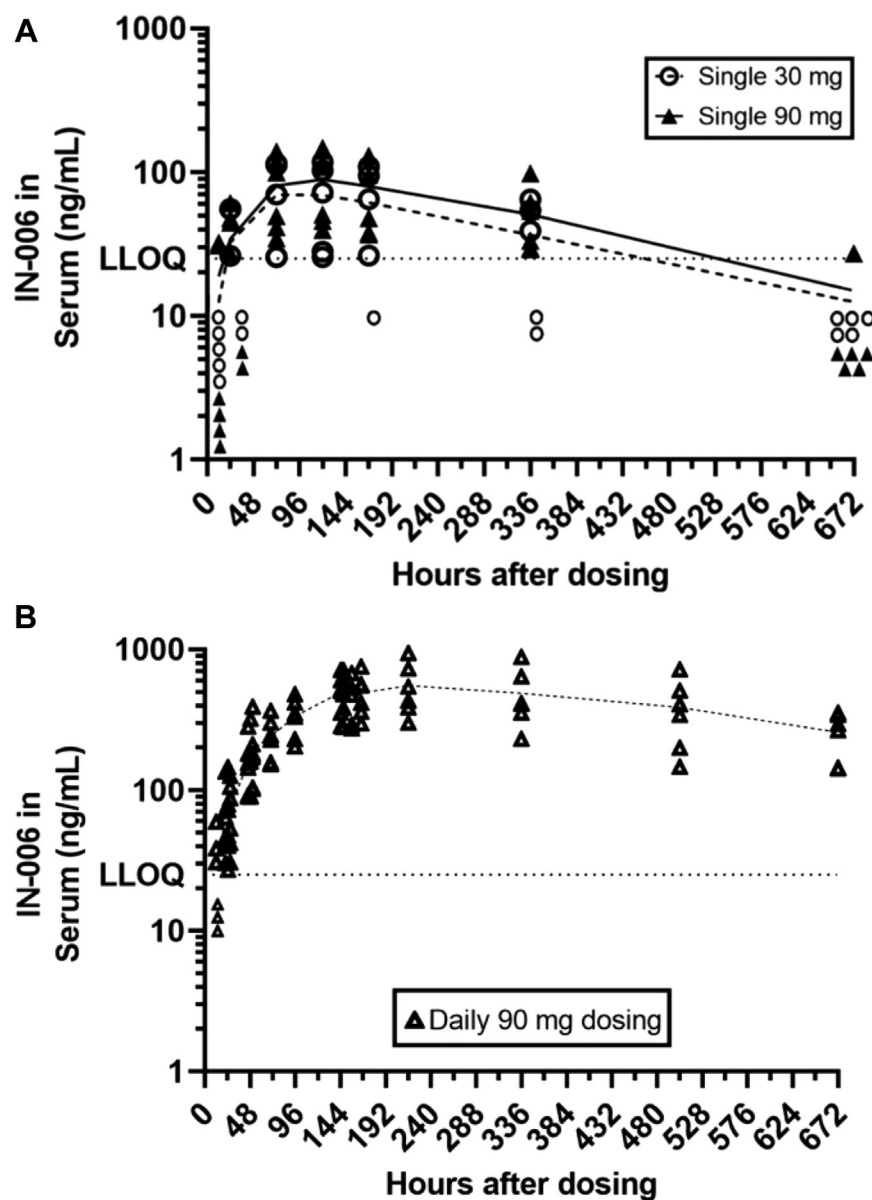 A
1000
100
LLOQ
10
1
IN-006 in
Serum (ng/mL)
Single 30 mg
Single 90 mg
0 48 96 144 192 240 288 336 384 432 480 528 576 624 672
Hours after dosing
B
1000
100
LLOQ
10
1
IN-006 in
Serum (ng/mL)
Daily 90 mg dosing
0 48 96 144 192 240 288 336 384 432 480 528 576 624 672
Hours after dosing